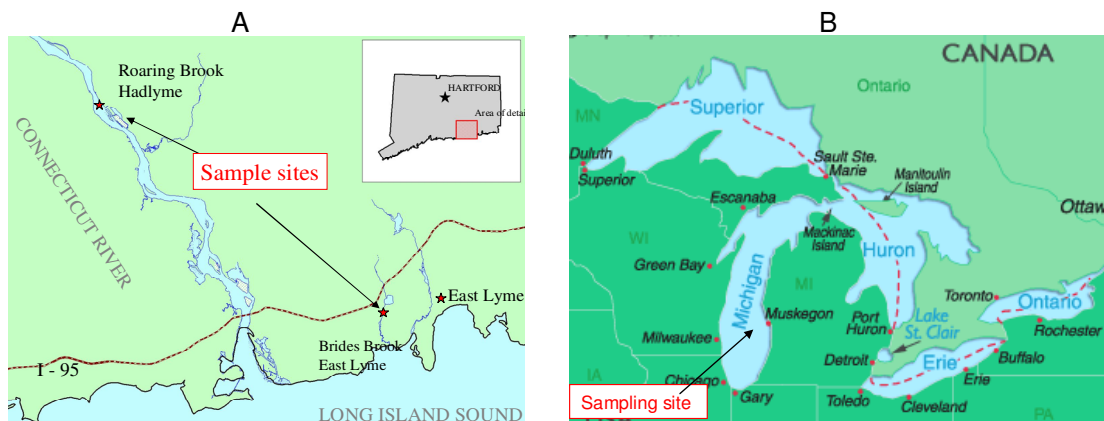 A
Roaring Brook
Hadlyme
HARTFORD
Area of detai
Sample sites
CONNECTICUT RIVER
East Lyme
Brides Brook
East Lyme
I - 95
LONG ISLAND SOUND
B
CANADA
Ontario
MN
Superior
Duluth
Superior
Sault Ste.
Marie
Manitoulin
Island
Escanaba
Ottaw
Mackinac
Island
WI
Huron
Green Bay
Michigan
MI
Toronto
Ontario
Muskegon
Port
Huron
Lake
St. Clair
Rochester
Milwaukee
Detroit
Buffalo
Erie
IA
Chicago
Erie
Sampling site
Gary
Toledo
Cleveland
PA